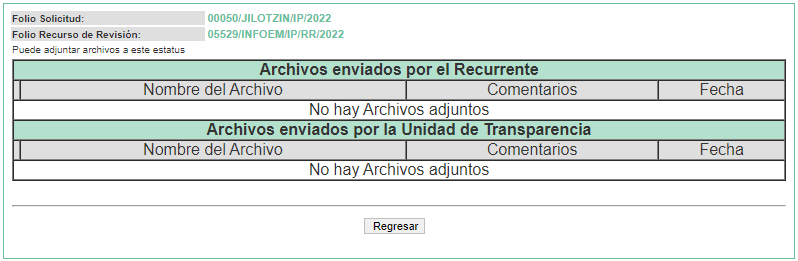 Folio Solicitud: 00050/JILOTZIN/IP/2022
Folio Recurso de Revisión: 05529/INFOEM/IP/RR/2022
Puede adjuntar archivos a este estatus
Archivos enviados por el Recurrente
Nombre del Archivo Comentarios Fecha
No hay Archivos adjuntos
Archivos enviados por la Unidad de Transparencia
Nombre del Archivo Comentarios Fecha
No hay Archivos adjuntos
Regresar